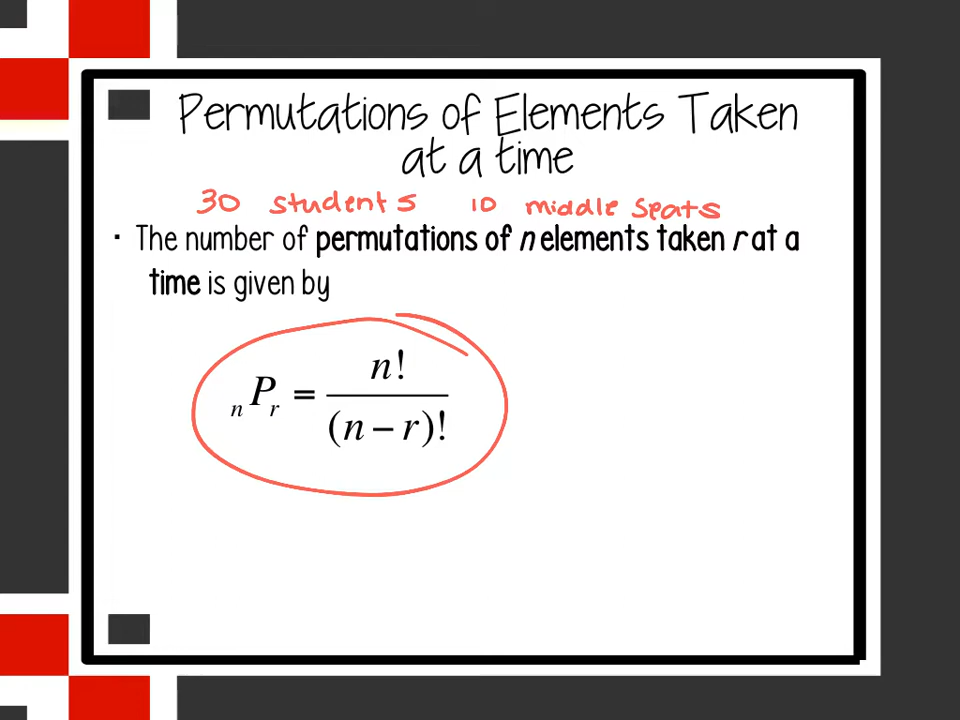 Permutations of Elements Taken
at a time
30 students 10 middle seats
· The number of permutations of n elements taken r at a
time is given by
nPr = n! / (n − r)!